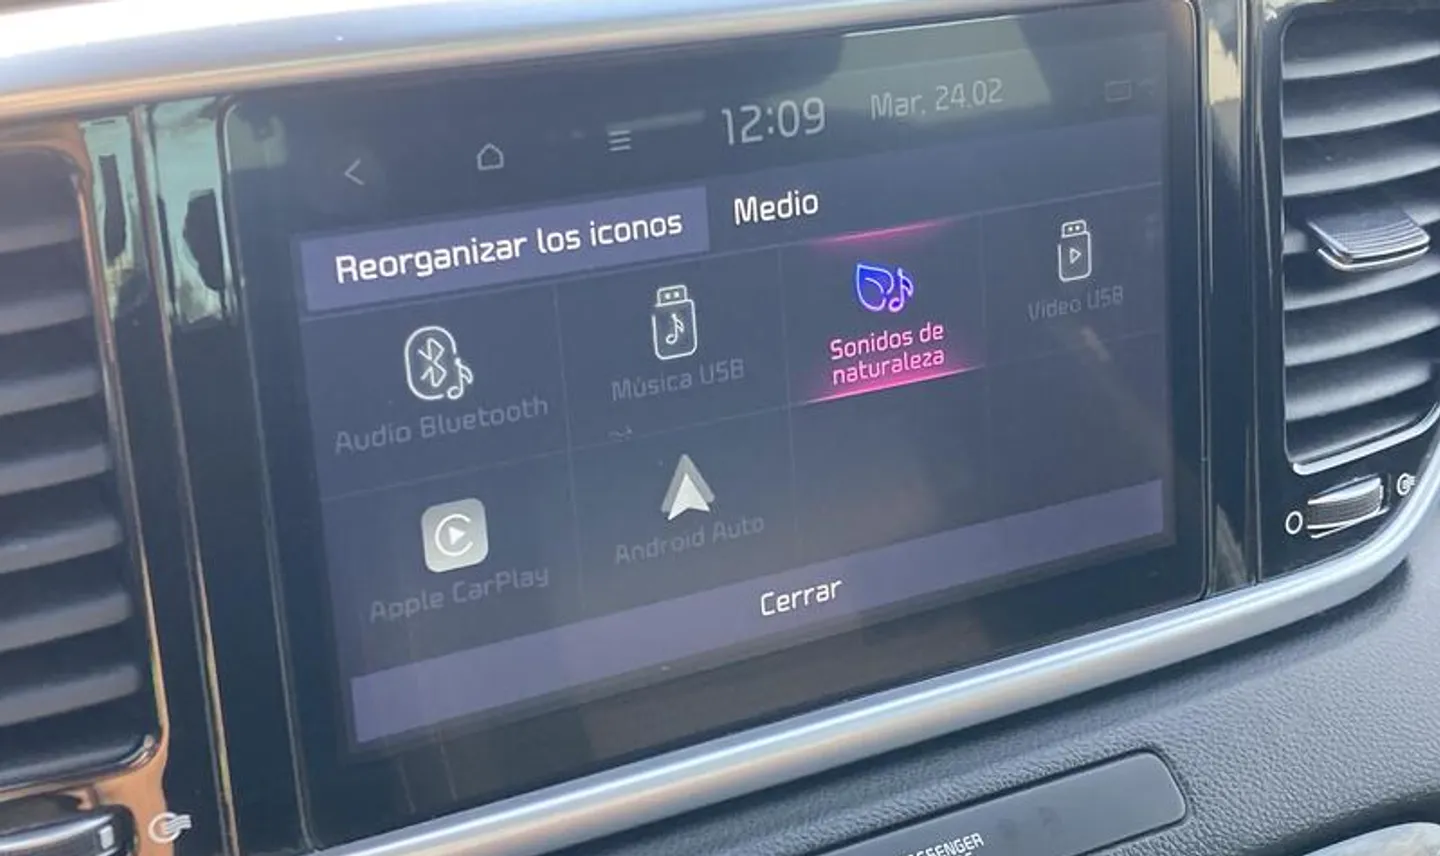 12:09
Mar. 24.02
Reorganizar los iconos
Medio
Audio Bluetooth
Música USB
Sonidos de
naturaleza
Vídeo USB
Apple CarPlay
Android Auto
Cerrar